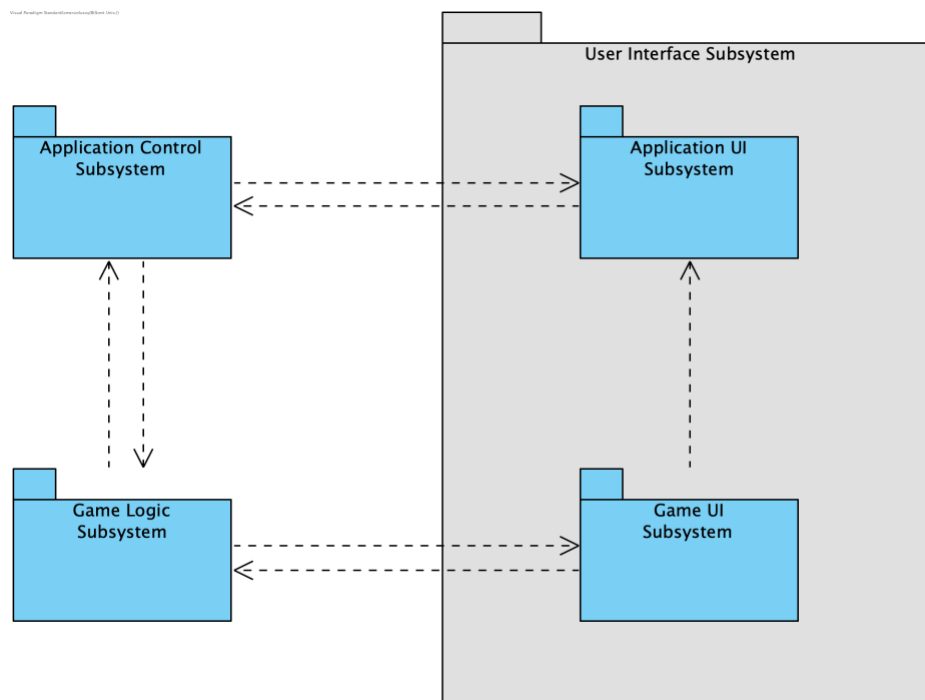 User Interface Subsystem
Application Control
Subsystem
Application UI
Subsystem
Game Logic
Subsystem
Game UI
Subsystem